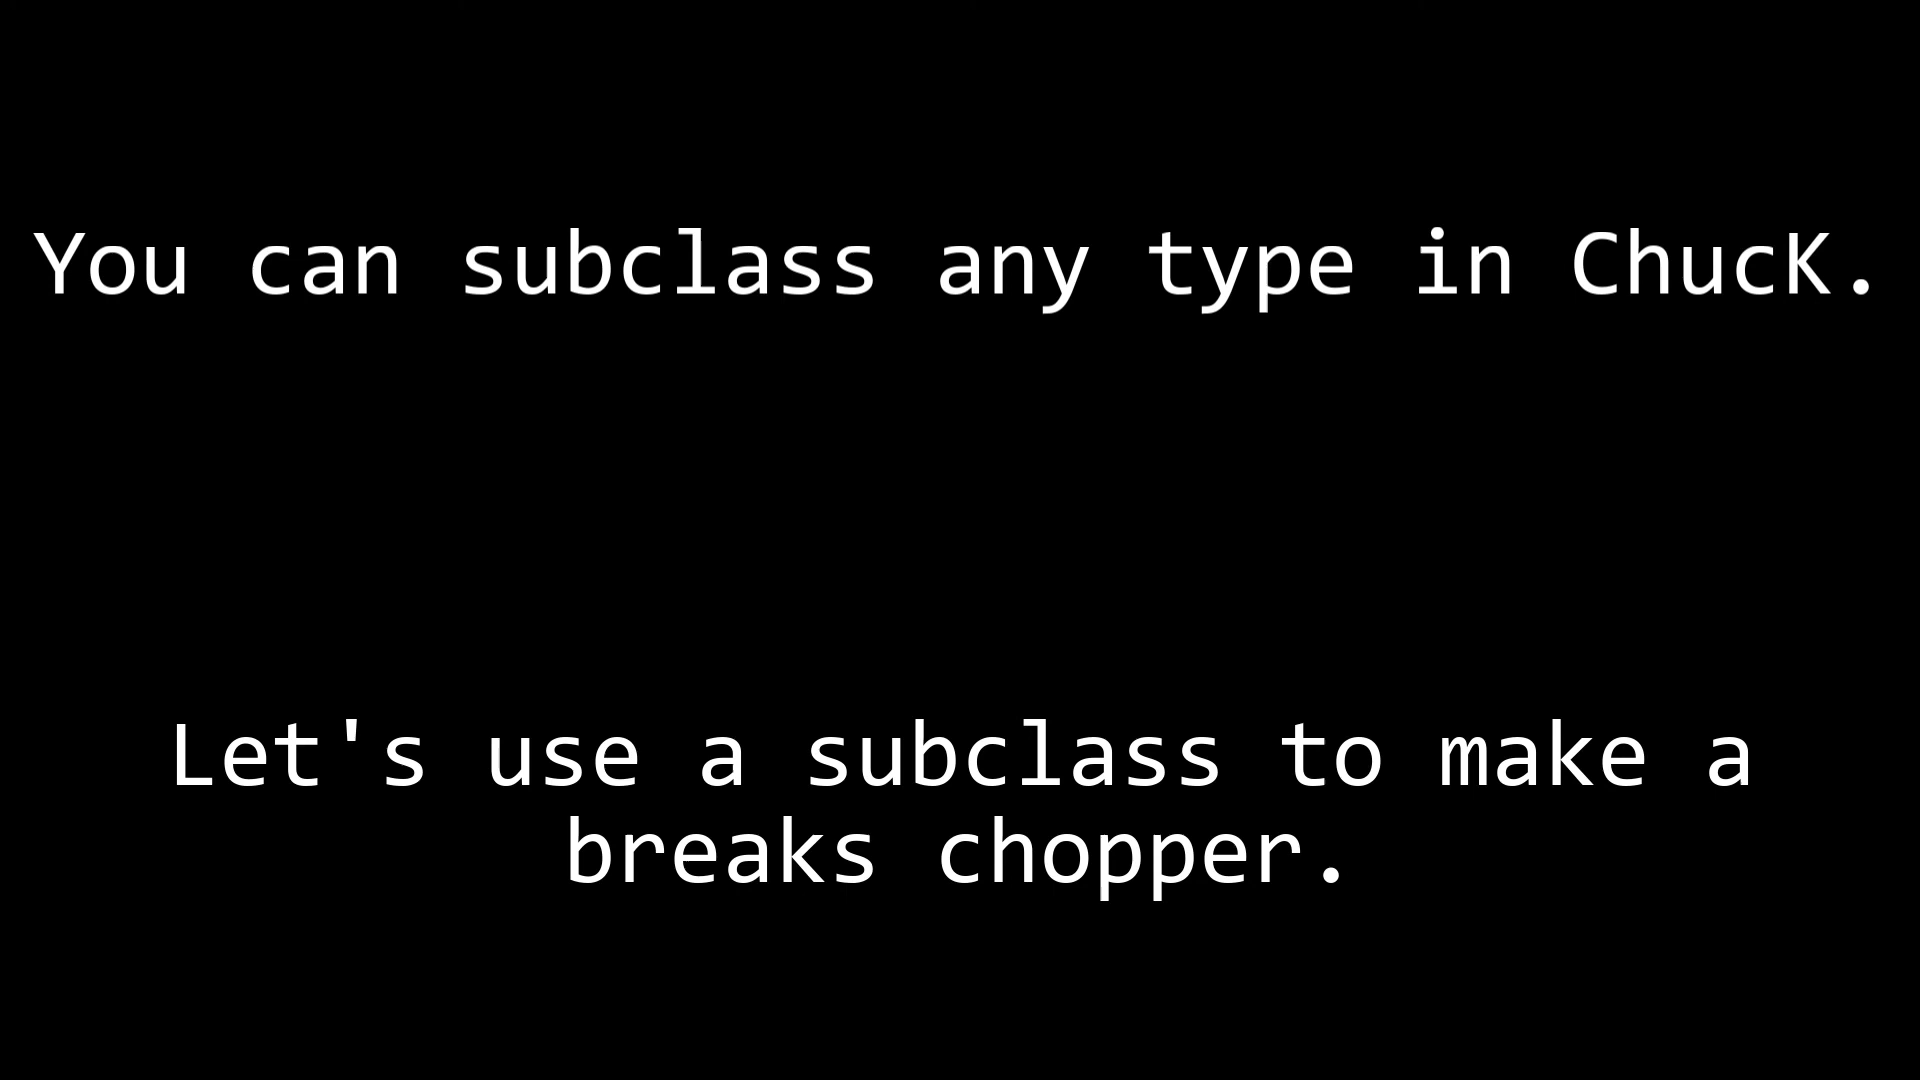 You can subclass any type in ChucK.
Let's use a subclass to make a
breaks chopper.